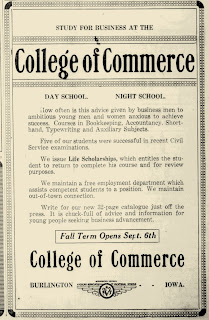 STUDY FOR BUSINESS AT THE
College of Commerce
DAY SCHOOL. NIGHT SCHOOL.
How often is this advice given by business men to
ambitious young men and women anxious to achieve
success. Courses in Bookkeeping, Accountancy, Short-
hand, Typewriting and Auxiliary Subjects.
Five of our students were successful in recent Civil
Service examinations.
We issue Life Scholarships, which entitles the stu-
dent to return to complete his course and for review
purposes.
We maintain a free employment department which
assists competent students to a position. We maintain
out-of-town connection.
Write for our new 32-page catalogue just off the
press. It is chuck-full of advice and information for
young people seeking business advancement.
Fall Term Opens Sept. 6th
College of Commerce
BURLINGTON IOWA.